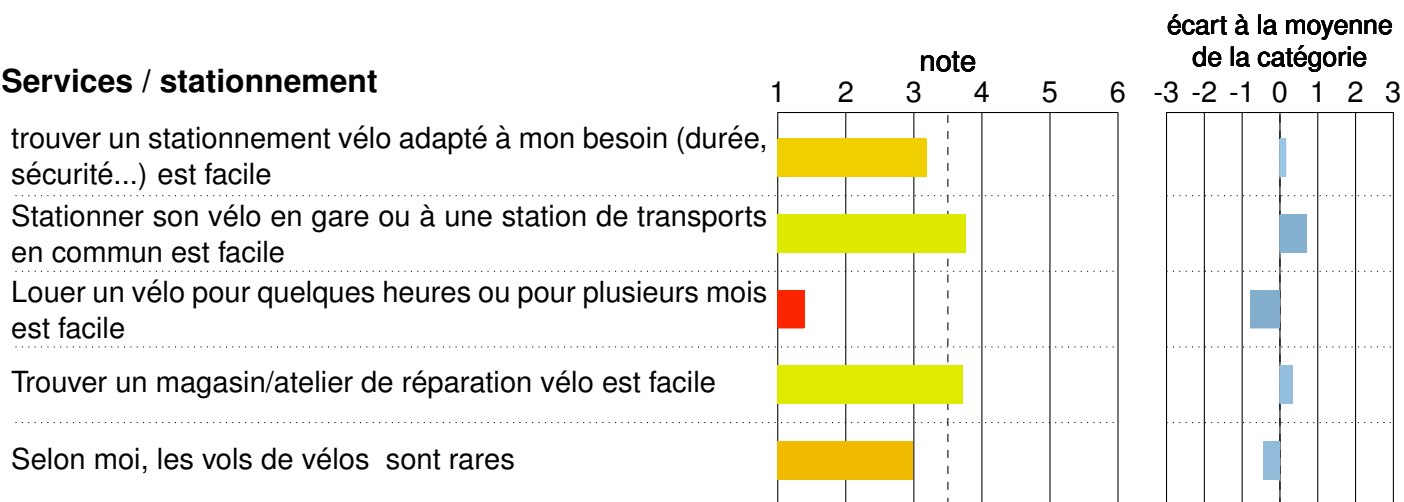 écart à la moyenne
note de la catégorie
Services / stationnement
1 2 3 4 5 6 -3 -2 -1 0 1 2 3
trouver un stationnement vélo adapté à mon besoin (durée,
sécurité...) est facile
Stationner son vélo en gare ou à une station de transports
en commun est facile
Louer un vélo pour quelques heures ou pour plusieurs mois
est facile
Trouver un magasin/atelier de réparation vélo est facile
Selon moi, les vols de vélos sont rares